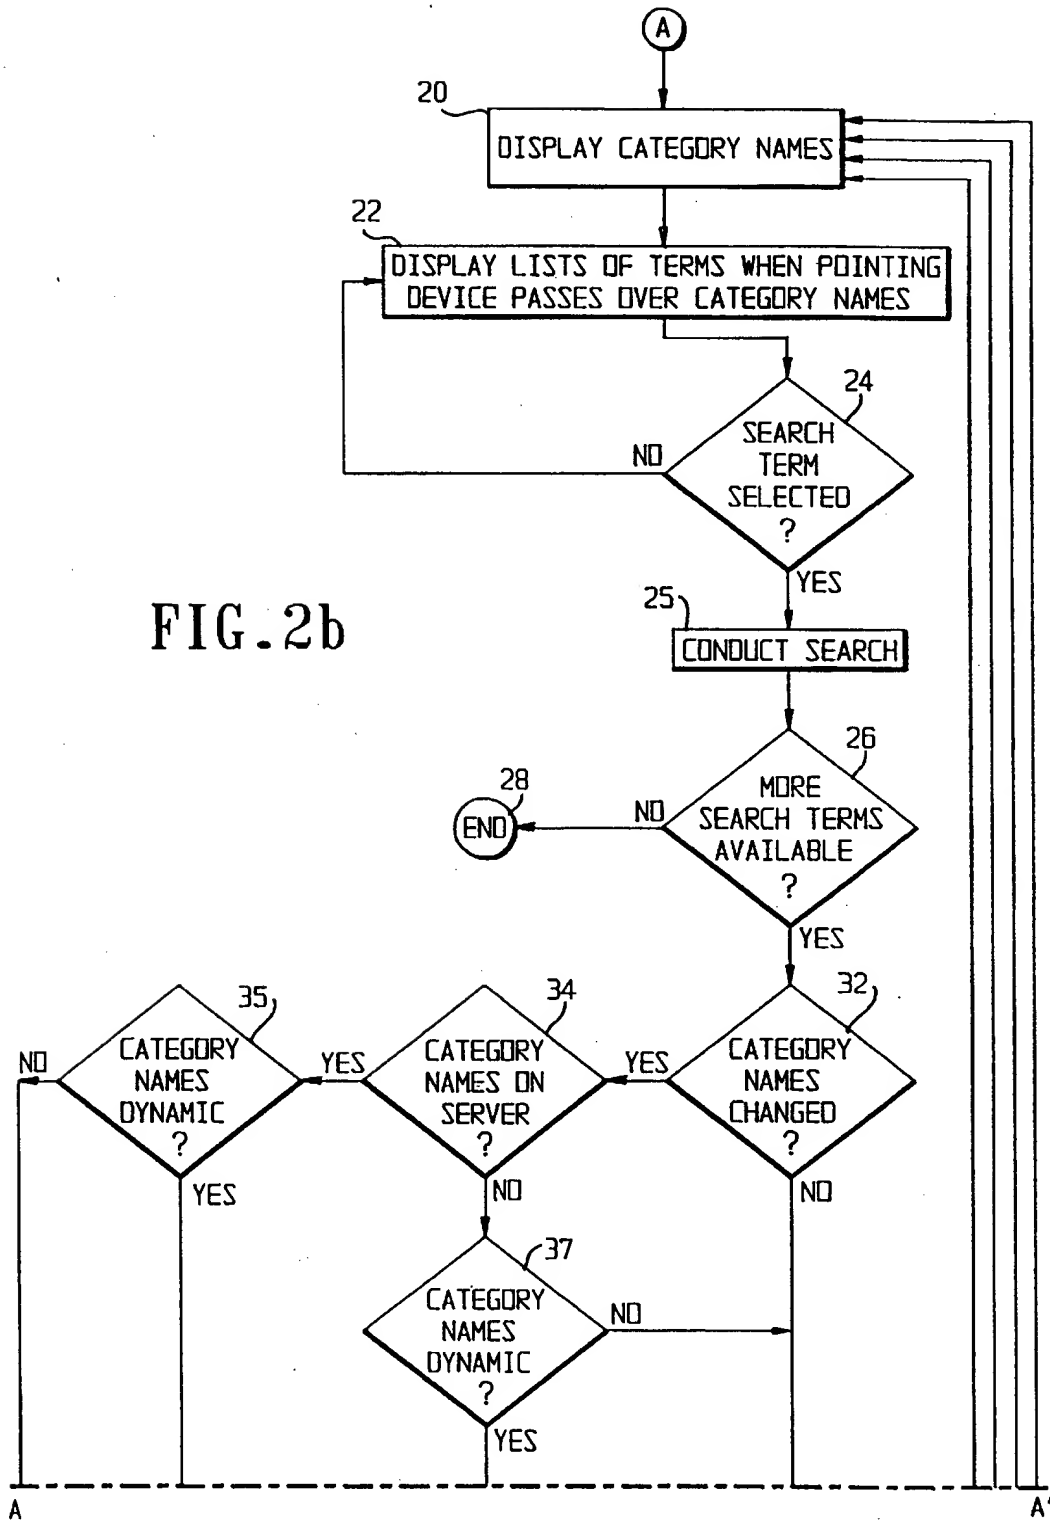 A
20
DISPLAY CATEGORY NAMES
22
DISPLAY LISTS OF TERMS WHEN POINTING
DEVICE PASSES OVER CATEGORY NAMES
24
SEARCH
TERM
SELECTED
?
NO
YES
FIG.2b
25
CONDUCT SEARCH
26
MORE
SEARCH TERMS
AVAILABLE
?
NO
28
END
YES
32
CATEGORY
NAMES
CHANGED
?
YES
NO
34
CATEGORY
NAMES ON
SERVER
?
YES
NO
35
CATEGORY
NAMES
DYNAMIC
?
NO
YES
37
CATEGORY
NAMES
DYNAMIC
?
NO
YES
A
A'